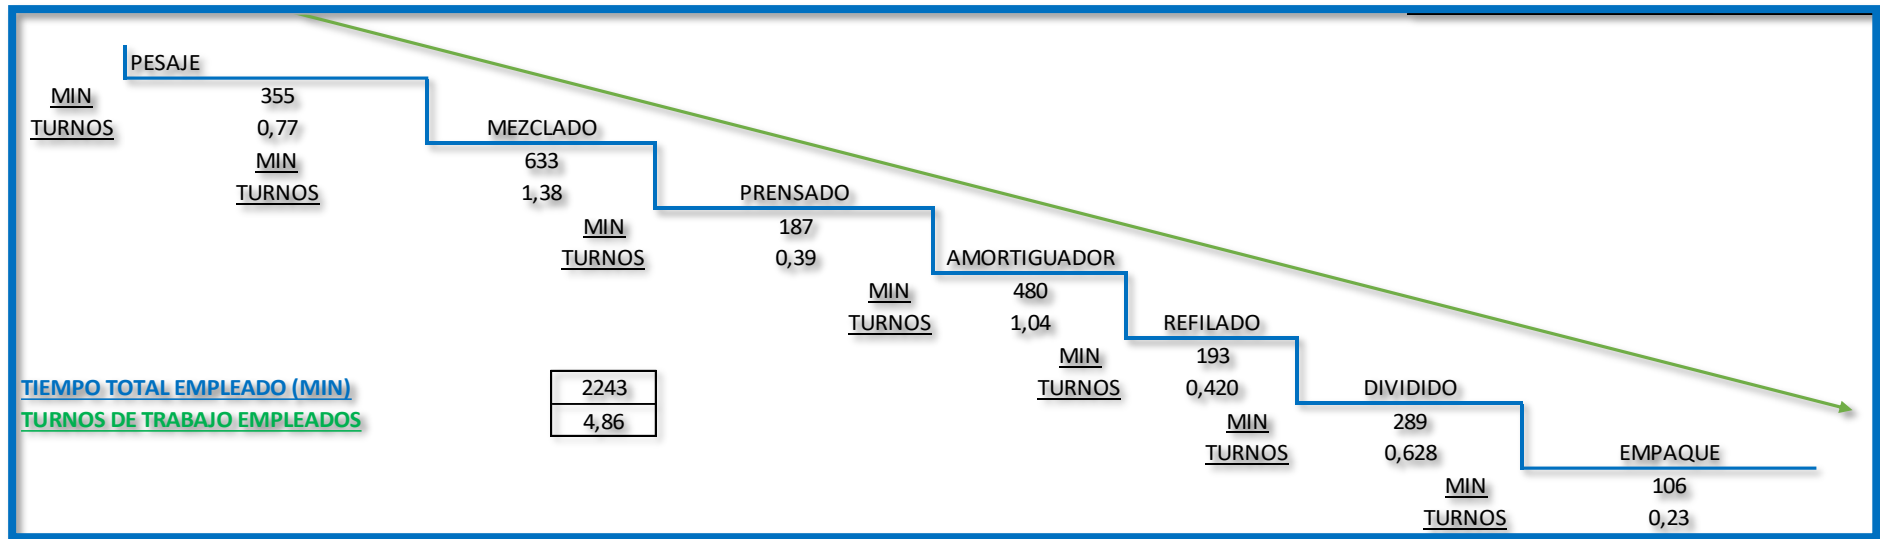 PESAJE
MIN 355
TURNOS 0,77 MEZCLADO
MIN 633
TURNOS 1,38 PRENSADO
MIN 187
TURNOS 0,39 AMORTIGUADOR
MIN 480
TURNOS 1,04 REFILADO
MIN 193
TIEMPO TOTAL EMPLEADO (MIN) 2243 TURNOS 0,420 DIVIDIDO
TURNOS DE TRABAJO EMPLEADOS 4,86 MIN 289
TURNOS 0,628 EMPAQUE
MIN 106
TURNOS 0,23